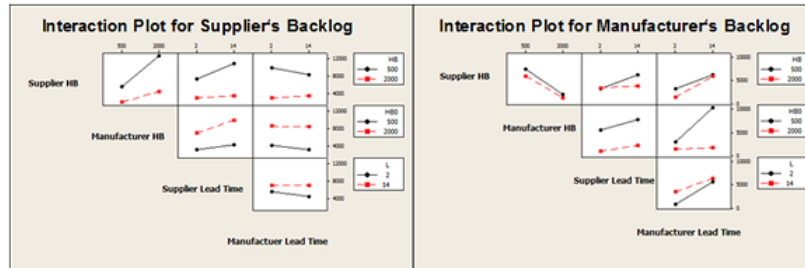 Interaction Plot for Supplier's Backlog
500 2000 2 14 2 14
Supplier HB
12000
8000
4000
HB
500
2000
Manufacturer HB
12000
8000
4000
HB0
500
2000
Supplier Lead Time
12000
8000
4000
L
2
14
Manufactuer Lead Time
Interaction Plot for Manufacturer's Backlog
500 2000 2 14 2 14
Supplier HB
10000
5000
0
HB
500
2000
Manufacturer HB
10000
5000
0
HB0
500
2000
Supplier Lead Time
10000
5000
0
L
2
14
Manufacturer Lead Time